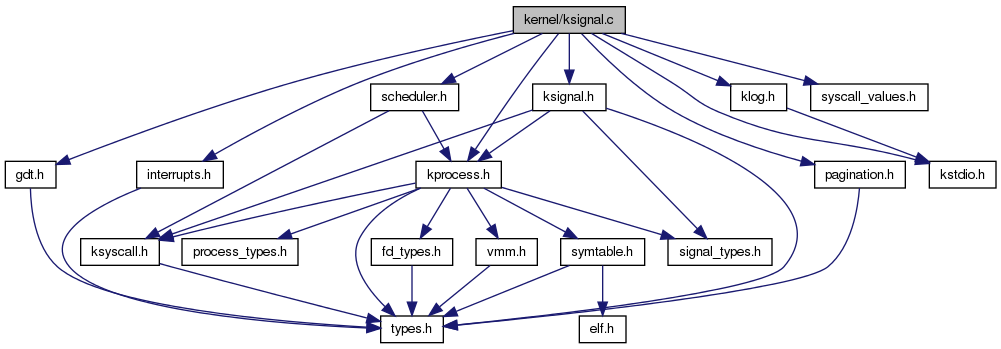 kernel/ksignal.c
scheduler.h
ksignal.h
klog.h
syscall_values.h
gdt.h
interrupts.h
kprocess.h
pagination.h
kstdio.h
ksyscall.h
process_types.h
fd_types.h
vmm.h
symtable.h
signal_types.h
types.h
elf.h